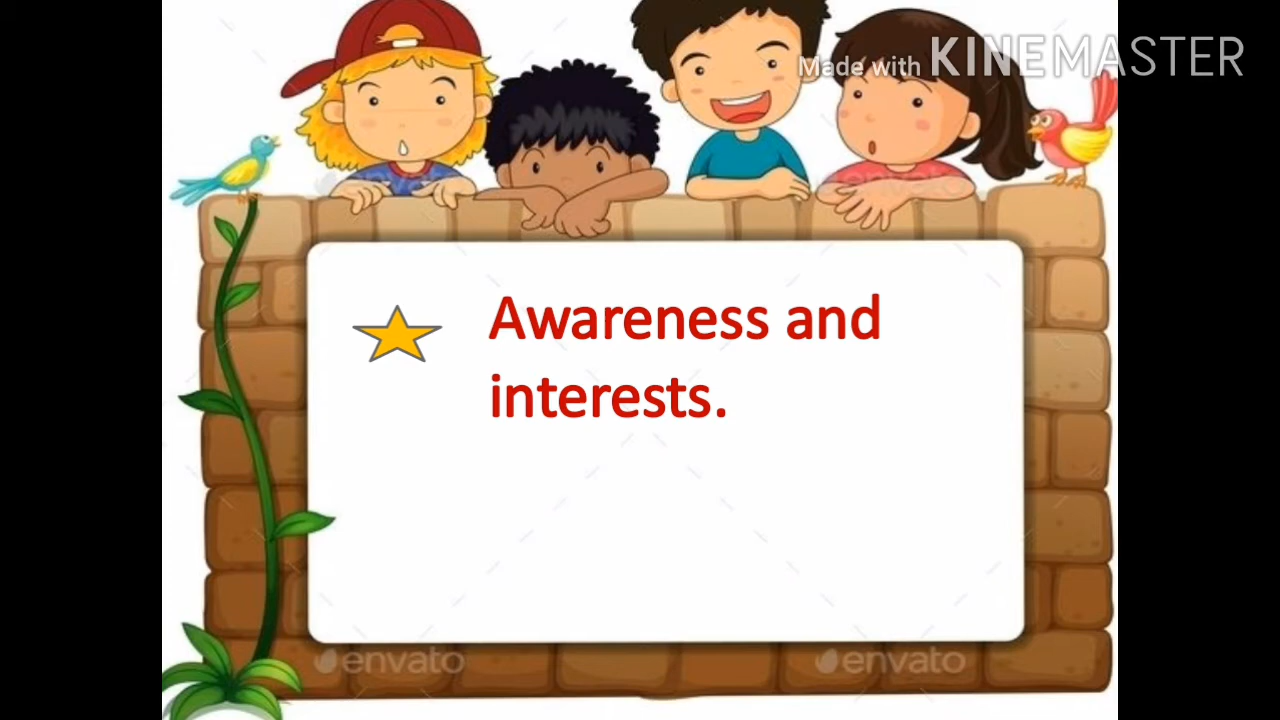 Made with KINEMASTER
Awareness and
interests.
envato envato